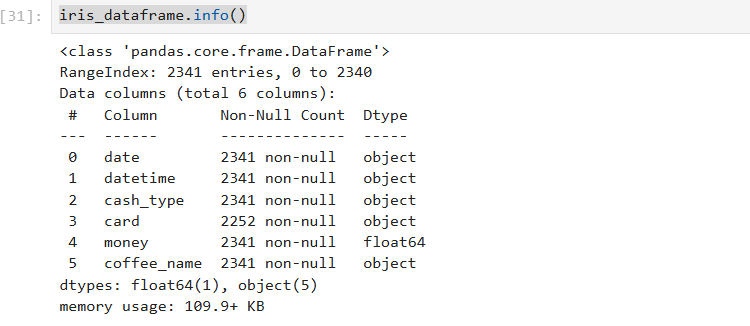 [31]: iris_dataframe.info()
<class 'pandas.core.frame.DataFrame'>
RangeIndex: 2341 entries, 0 to 2340
Data columns (total 6 columns):
 #   Column       Non-Null Count  Dtype
---  ------       --------------  -----
 0   date         2341 non-null   object
 1   datetime     2341 non-null   object
 2   cash_type    2341 non-null   object
 3   card         2252 non-null   object
 4   money        2341 non-null   float64
 5   coffee_name  2341 non-null   object
dtypes: float64(1), object(5)
memory usage: 109.9+ KB